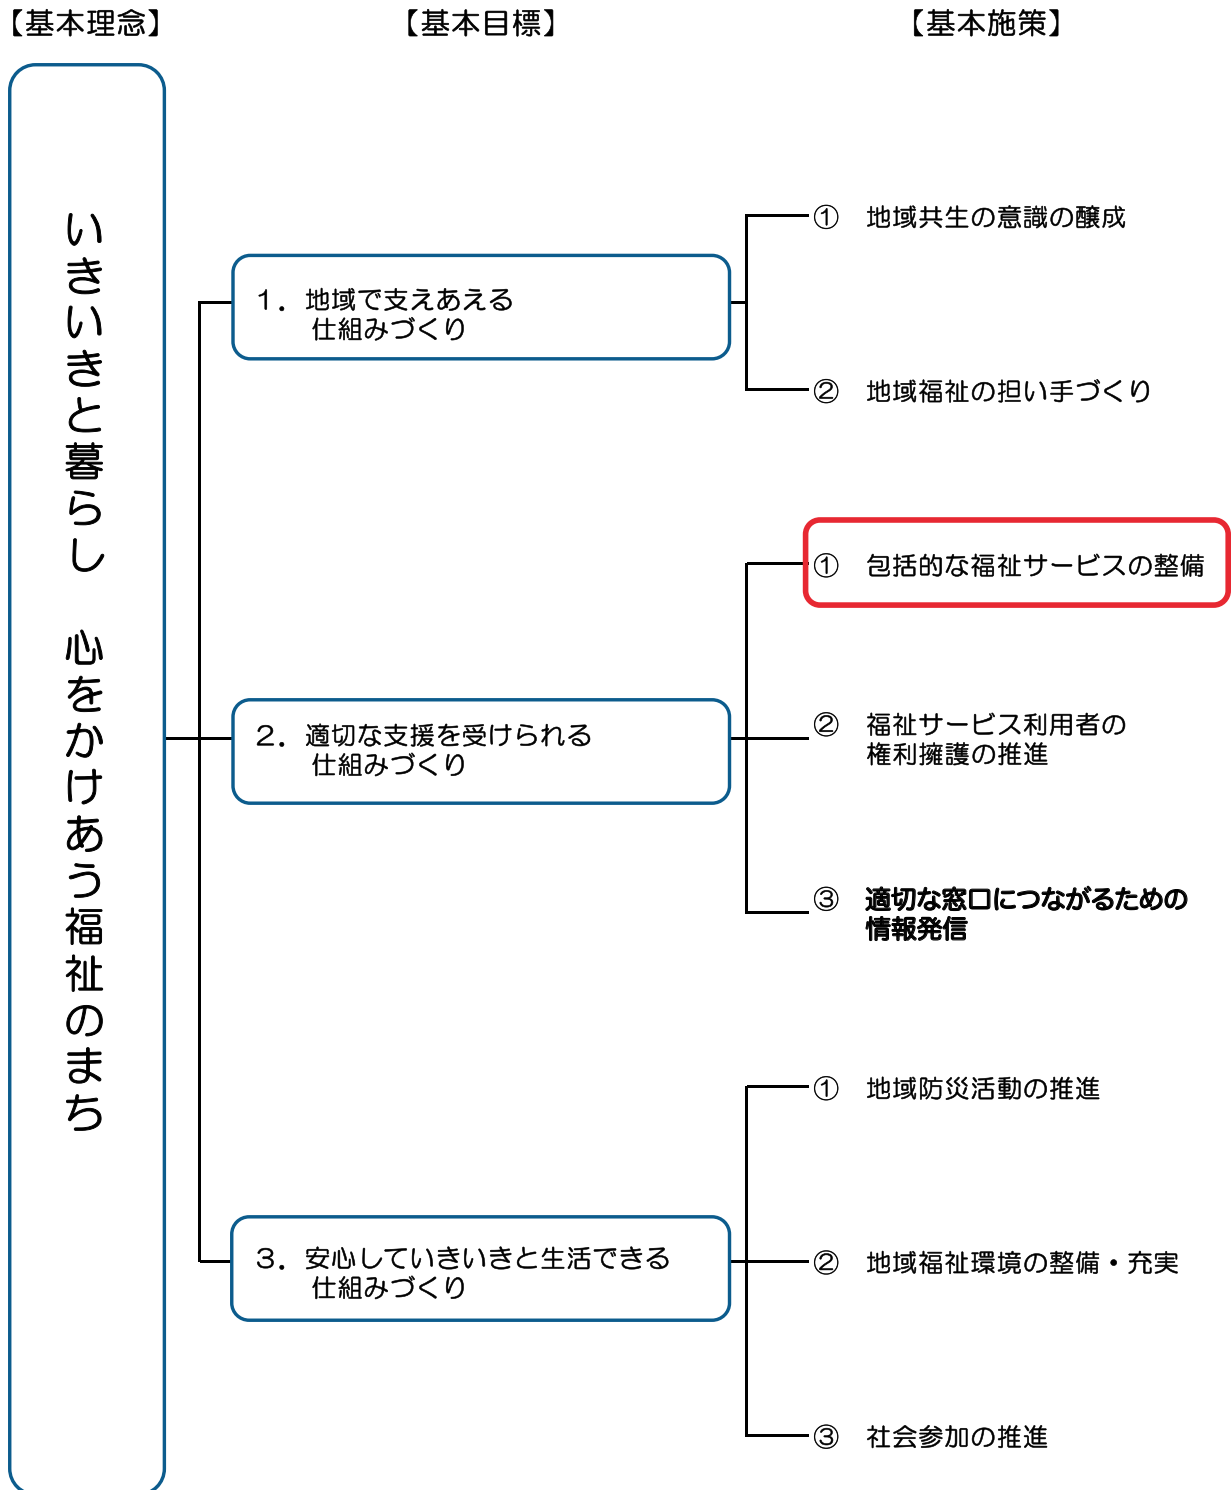 【基本理念】
【基本目標】
【基本施策】
いきいきと暮らし　心をかけあう福祉のまち
１．地域で支えあえる
仕組みづくり
①　地域共生の意識の醸成
②　地域福祉の担い手づくり
２．適切な支援を受けられる
仕組みづくり
①　包括的な福祉サービスの整備
②　福祉サービス利用者の
権利擁護の推進
③　適切な窓口につながるための
情報発信
３．安心していきいきと生活できる
仕組みづくり
①　地域防災活動の推進
②　地域福祉環境の整備・充実
③　社会参加の推進